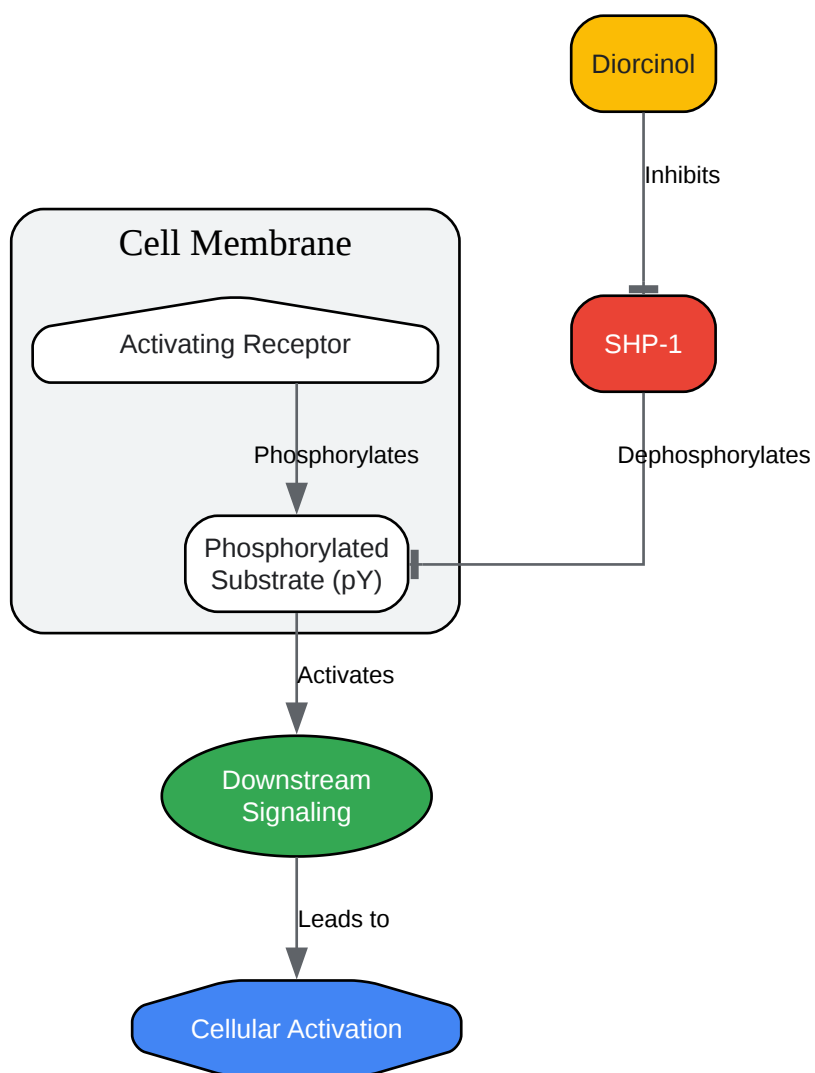 Diorcinol
Inhibits
Cell Membrane
Activating Receptor
SHP-1
Phosphorylates
Dephosphorylates
Phosphorylated
Substrate (pY)
Activates
Downstream
Signaling
Leads to
Cellular Activation